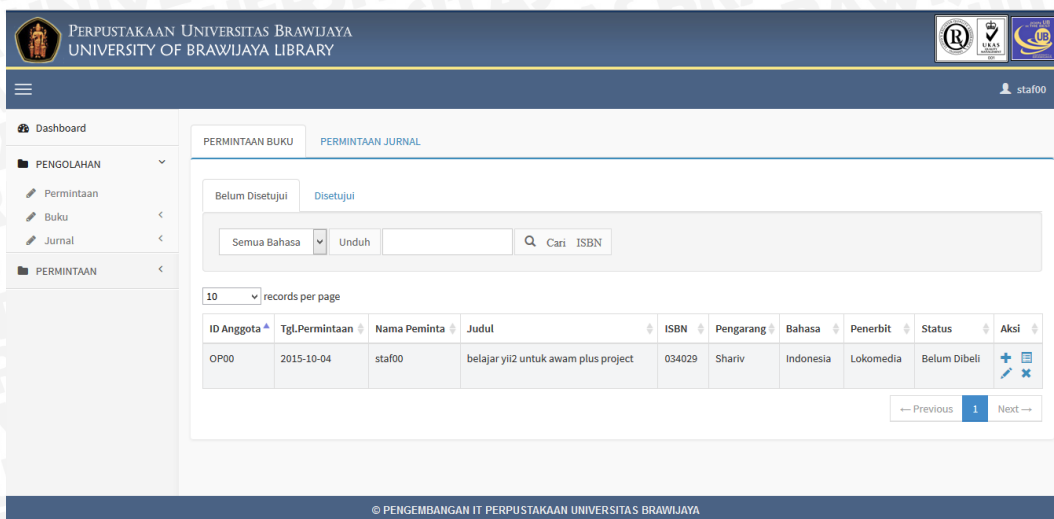 PERPUSTAKAAN UNIVERSITAS BRAWIJAYA
UNIVERSITY OF BRAWIJAYA LIBRARY
R
UKAS
UB
staf00
Dashboard
PENGOLAHAN
Permintaan
Buku
Jurnal
PERMINTAAN
PERMINTAAN BUKU PERMINTAAN JURNAL
Belum Disetujui Disetujui
Semua Bahasa Unduh Cari ISBN
10 records per page
ID Anggota Tgl.Permintaan Nama Peminta Judul ISBN Pengarang Bahasa Penerbit Status Aksi
OP00 2015-10-04 staf00 belajar yii2 untuk awam plus project 034029 Shariv Indonesia Lokomedia Belum Dibeli
← Previous 1 Next →
© PENGEMBANGAN IT PERPUSTAKAAN UNIVERSITAS BRAWIJAYA